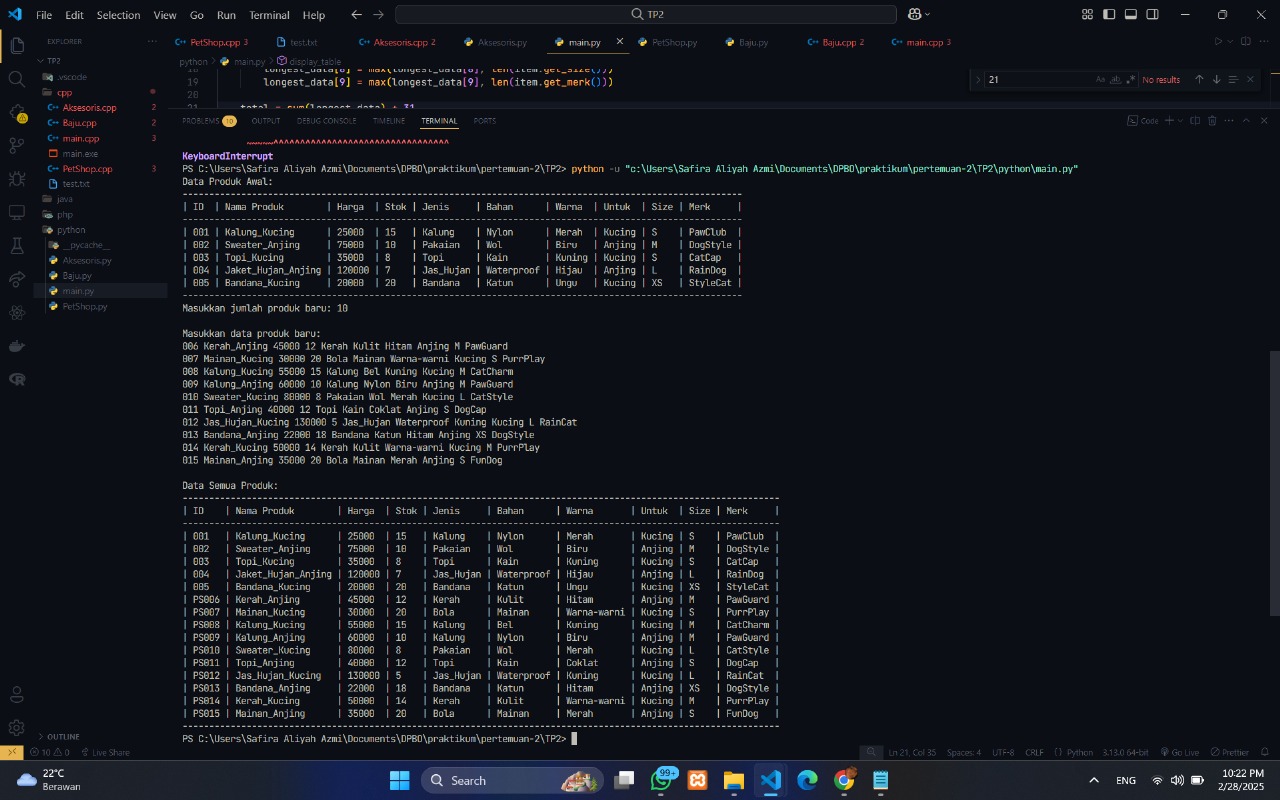 File Edit Selection View Go Run Terminal Help
TP2
EXPLORER
PetShop.cpp 3
test.txt
Aksesoris.cpp 2
Aksesoris.py
main.py
PetShop.py
Baju.py
Baju.cpp 2
main.cpp 3
python > main.py > display_table
TP2
.vscode
cpp
Aksesoris.cpp 2
Baju.cpp 2
main.cpp 3
main.exe
PetShop.cpp 3
test.txt
java
php
python
__pycache__
Aksesoris.py
Baju.py
main.py
PetShop.py
OUTLINE
18 longest_data[8] = max(longest_data[8], len(item.get_size()))
19 longest_data[9] = max(longest_data[9], len(item.get_merk()))
20
21 total = sum(longest_data) + 31
21
No results
PROBLEMS 10 OUTPUT DEBUG CONSOLE TIMELINE TERMINAL PORTS
Code
~~~~~^^^^^^^^^^^^^^^^^^^^^^^^^^^^^^^^^
KeyboardInterrupt
PS C:\Users\Safira Aliyah Azmi\Documents\DPBO\praktikum\pertemuan-2\TP2> python -u "c:\Users\Safira Aliyah Azmi\Documents\DPBO\praktikum\pertemuan-2\TP2\python\main.py"
Data Produk Awal:
---------------------------------------------------------------------------------------------------------
| ID | Nama Produk | Harga | Stok | Jenis | Bahan | Warna | Untuk | Size | Merk |
---------------------------------------------------------------------------------------------------------
| 001 | Kalung_Kucing | 25000 | 15 | Kalung | Nylon | Merah | Kucing | S | PawClub |
| 002 | Sweater_Anjing | 75000 | 10 | Pakaian | Wol | Biru | Anjing | M | DogStyle |
| 003 | Topi_Kucing | 35000 | 8 | Topi | Kain | Kuning | Kucing | S | CatCap |
| 004 | Jaket_Hujan_Anjing | 120000 | 7 | Jas_Hujan | Waterproof | Hijau | Anjing | L | RainDog |
| 005 | Bandana_Kucing | 20000 | 20 | Bandana | Katun | Ungu | Kucing | XS | StyleCat |
---------------------------------------------------------------------------------------------------------
Masukkan jumlah produk baru: 10
Masukkan data produk baru:
006 Kerah_Anjing 45000 12 Kerah Kulit Hitam Anjing M PawGuard
007 Mainan_Kucing 30000 20 Bola Mainan Warna-warni Kucing S PurrPlay
008 Kalung_Kucing 55000 15 Kalung Bel Kuning Kucing M CatCharm
009 Kalung_Anjing 60000 10 Kalung Nylon Biru Anjing M PawGuard
010 Sweater_Kucing 80000 8 Pakaian Wol Merah Kucing L CatStyle
011 Topi_Anjing 40000 12 Topi Kain Coklat Anjing S DogCap
012 Jas_Hujan_Kucing 130000 5 Jas_Hujan Waterproof Kuning Kucing L RainCat
013 Bandana_Anjing 22000 18 Bandana Katun Hitam Anjing XS DogStyle
014 Kerah_Kucing 50000 14 Kerah Kulit Warna-warni Kucing M PurrPlay
015 Mainan_Anjing 35000 20 Bola Mainan Merah Anjing S FunDog
Data Semua Produk:
----------------------------------------------------------------------------------------------------------------
| ID | Nama Produk | Harga | Stok | Jenis | Bahan | Warna | Untuk | Size | Merk |
----------------------------------------------------------------------------------------------------------------
| 001 | Kalung_Kucing | 25000 | 15 | Kalung | Nylon | Merah | Kucing | S | PawClub |
| 002 | Sweater_Anjing | 75000 | 10 | Pakaian | Wol | Biru | Anjing | M | DogStyle |
| 003 | Topi_Kucing | 35000 | 8 | Topi | Kain | Kuning | Kucing | S | CatCap |
| 004 | Jaket_Hujan_Anjing | 120000 | 7 | Jas_Hujan | Waterproof | Hijau | Anjing | L | RainDog |
| 005 | Bandana_Kucing | 20000 | 20 | Bandana | Katun | Ungu | Kucing | XS | StyleCat |
| PS006 | Kerah_Anjing | 45000 | 12 | Kerah | Kulit | Hitam | Anjing | M | PawGuard |
| PS007 | Mainan_Kucing | 30000 | 20 | Bola | Mainan | Warna-warni | Kucing | S | PurrPlay |
| PS008 | Kalung_Kucing | 55000 | 15 | Kalung | Bel | Kuning | Kucing | M | CatCharm |
| PS009 | Kalung_Anjing | 60000 | 10 | Kalung | Nylon | Biru | Anjing | M | PawGuard |
| PS010 | Sweater_Kucing | 80000 | 8 | Pakaian | Wol | Merah | Kucing | L | CatStyle |
| PS011 | Topi_Anjing | 40000 | 12 | Topi | Kain | Coklat | Anjing | S | DogCap |
| PS012 | Jas_Hujan_Kucing | 130000 | 5 | Jas_Hujan | Waterproof | Kuning | Kucing | L | RainCat |
| PS013 | Bandana_Anjing | 22000 | 18 | Bandana | Katun | Hitam | Anjing | XS | DogStyle |
| PS014 | Kerah_Kucing | 50000 | 14 | Kerah | Kulit | Warna-warni | Kucing | M | PurrPlay |
| PS015 | Mainan_Anjing | 35000 | 20 | Bola | Mainan | Merah | Anjing | S | FunDog |
----------------------------------------------------------------------------------------------------------------
PS C:\Users\Safira Aliyah Azmi\Documents\DPBO\praktikum\pertemuan-2\TP2>
10 0 Live Share
Ln 21, Col 35 Spaces: 4 UTF-8 CRLF Python 3.13.0 64-bit Go Live Prettier
22°C
Berawan
Search
99+
ENG
10:22 PM
2/28/2025